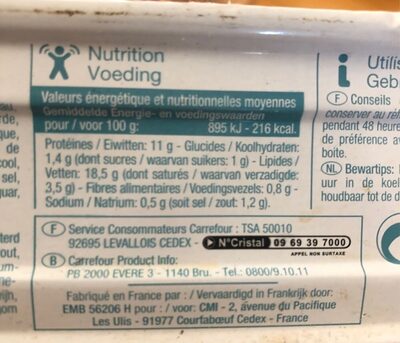 Nutrition
Voeding
Valeurs énergétique et nutritionnelles moyennes
Gemiddelde Energie- en voedingswaarden
pour / voor 100 g: 895 kJ - 216 kcal.
Protéines / Eiwitten: 11 g - Glucides / Koolhydraten:
1,4 g (dont sucres / waarvan suikers: 1 g) - Lipides /
Vetten: 18,5 g (dont saturés / waarvan verzadigde:
3,5 g) - Fibres alimentaires / Voedingsvezels: 0,8 g -
Sodium / Natrium: 0,5 g (soit sel / zout: 1,2 g).
F Service Consommateurs Carrefour : TSA 50010
92695 LEVALLOIS CEDEX - N°Cristal 09 69 39 7000
APPEL NON SURTAXE
B Carrefour Product Info:
PB 2000 EVERE 3 - 1140 Bru. - Tel.: 0800/9.10.11
Fabriqué en France par : / Vervaardigd in Frankrijk door
EMB 56206 H pour : / voor: CMI - 2, avenue du Pacifique
Les Ulis - 91977 Courtabœuf Cedex - France
Utilis
Geb
F Conseils
conserver au réf
pendant 48 heure
de préférence av
boîte.
NL Bewartips:
uur in de koel
houdbaar tot de d